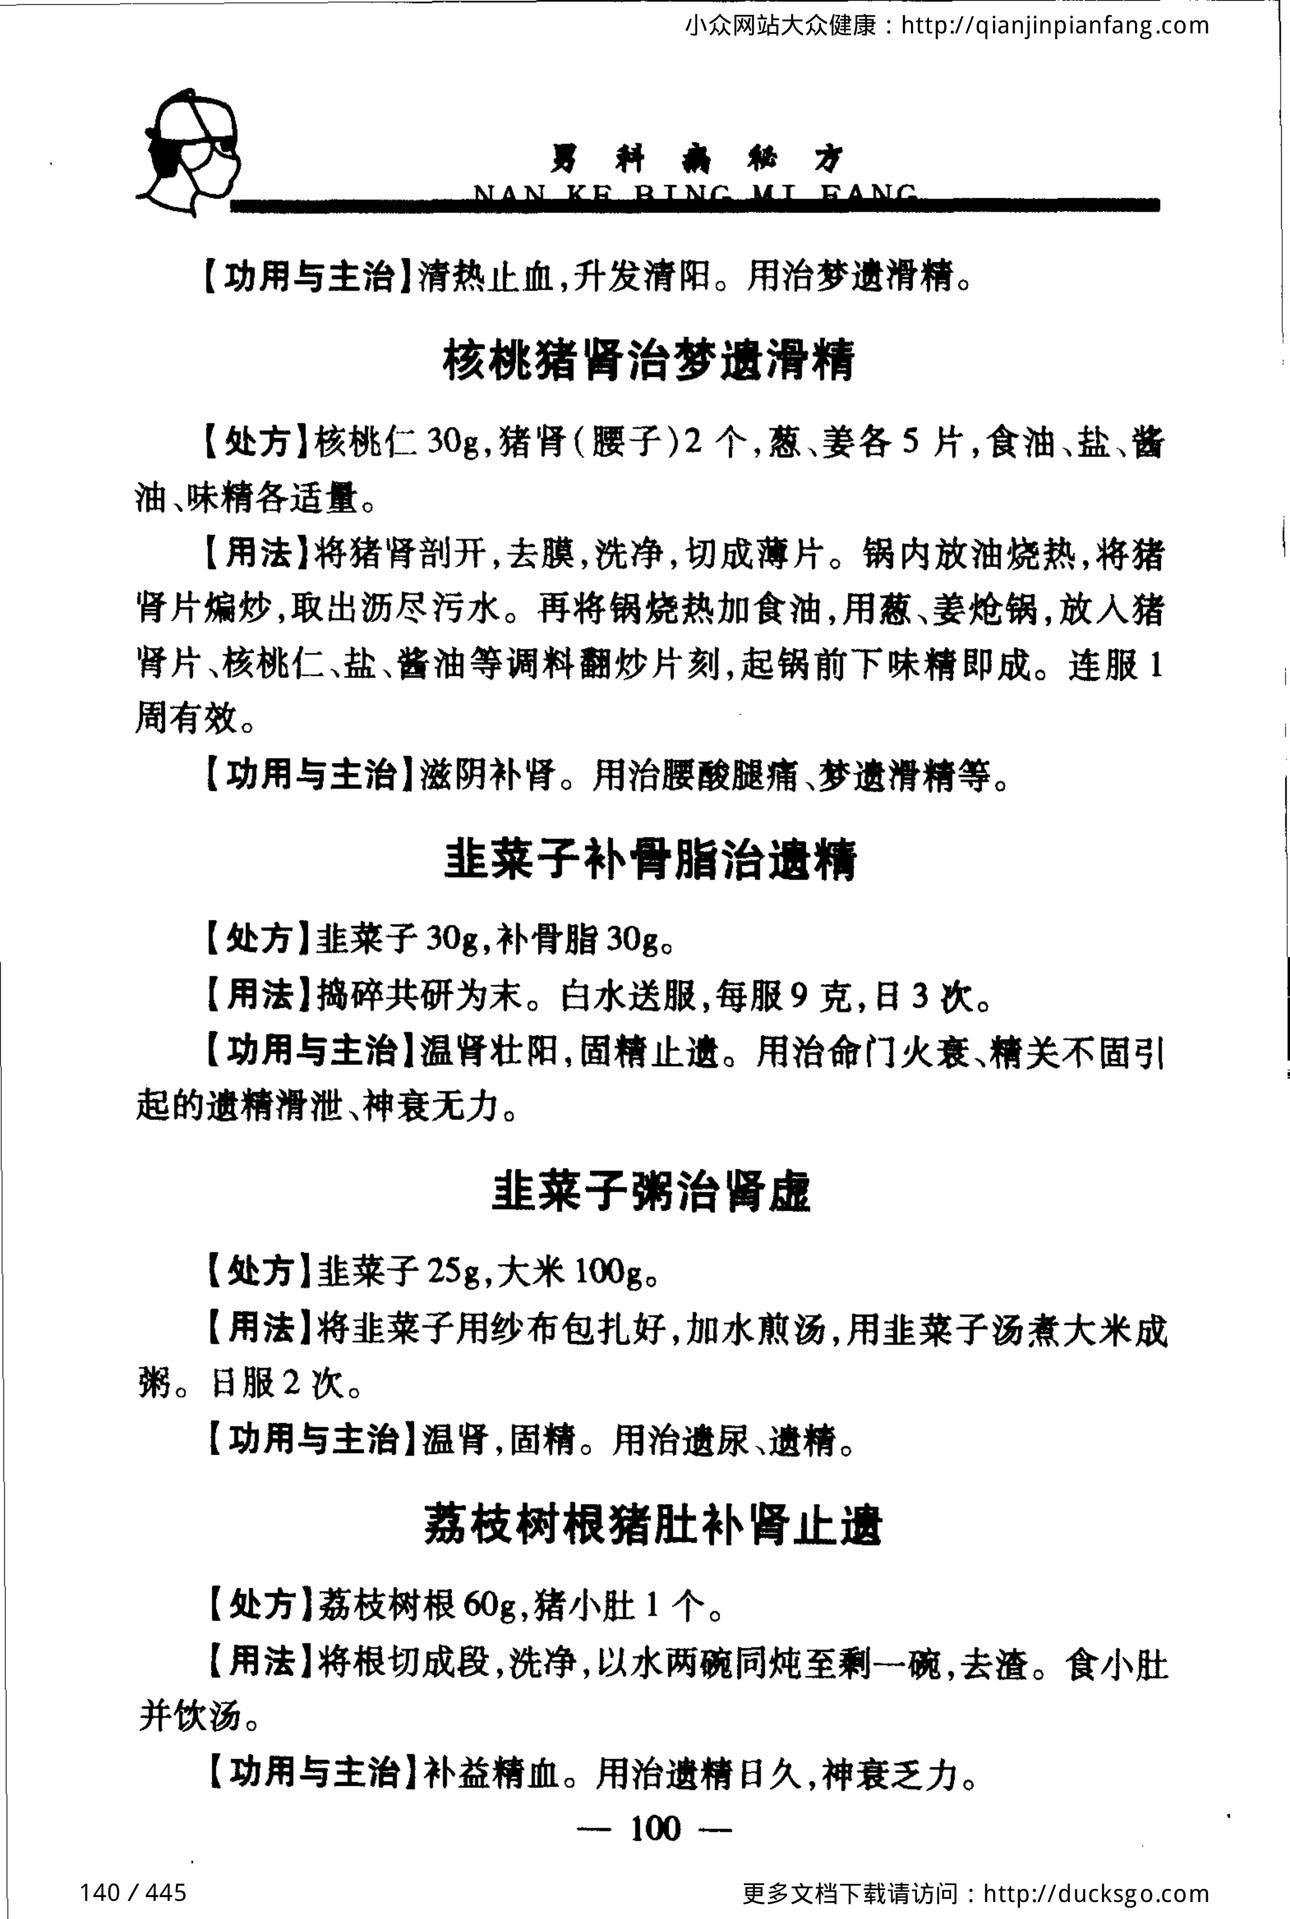 小众网站大众健康：http://qianjinpianfang.com
男科病秘方
NAN KE BING MI FANG
【功用与主治】清热止血,升发清阳。用治梦遗滑精。
核桃猪肾治梦遗滑精
【处方】核桃仁 30g,猪肾(腰子)2 个,葱、姜各 5 片,食油、盐、酱
油、味精各适量。
【用法】将猪肾剖开,去膜,洗净,切成薄片。锅内放油烧热,将猪
肾片煸炒,取出沥尽污水。再将锅烧热加食油,用葱、姜炝锅,放入猪
肾片、核桃仁、盐、酱油等调料翻炒片刻,起锅前下味精即成。连服 1
周有效。
【功用与主治】滋阴补肾。用治腰酸腿痛、梦遗滑精等。
韭菜子补骨脂治遗精
【处方】韭菜子 30g,补骨脂 30g。
【用法】捣碎共研为末。白水送服,每服 9 克,日 3 次。
【功用与主治】温肾壮阳,固精止遗。用治命门火衰、精关不固引
起的遗精滑泄、神衰无力。
韭菜子粥治肾虚
【处方】韭菜子 25g,大米 100g。
【用法】将韭菜子用纱布包扎好,加水煎汤,用韭菜子汤煮大米成
粥。日服 2 次。
【功用与主治】温肾,固精。用治遗尿、遗精。
荔枝树根猪肚补肾止遗
【处方】荔枝树根 60g,猪小肚 1 个。
【用法】将根切成段,洗净,以水两碗同炖至剩一碗,去渣。食小肚
并饮汤。
【功用与主治】补益精血。用治遗精日久,神衰乏力。
— 100 —
140 / 445
更多文档下载请访问：http://ducksgo.com